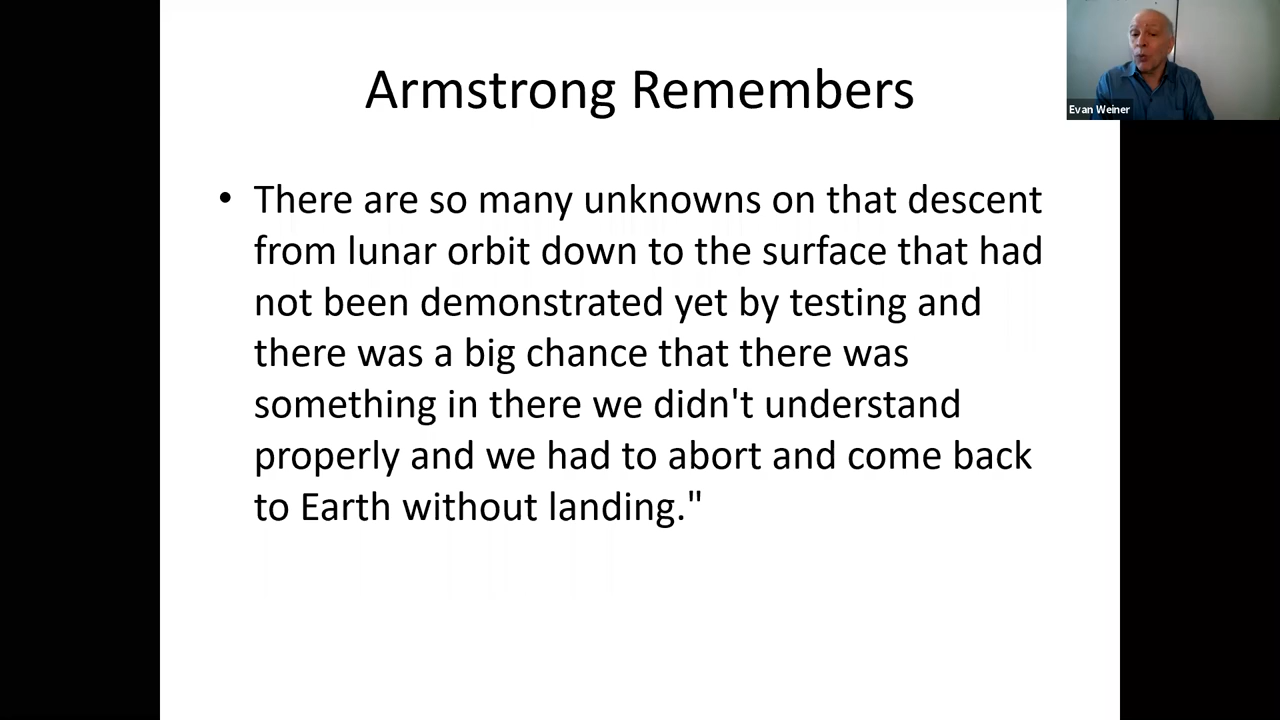 Armstrong Remembers
Evan Weiner
• There are so many unknowns on that descent
from lunar orbit down to the surface that had
not been demonstrated yet by testing and
there was a big chance that there was
something in there we didn't understand
properly and we had to abort and come back
to Earth without landing."